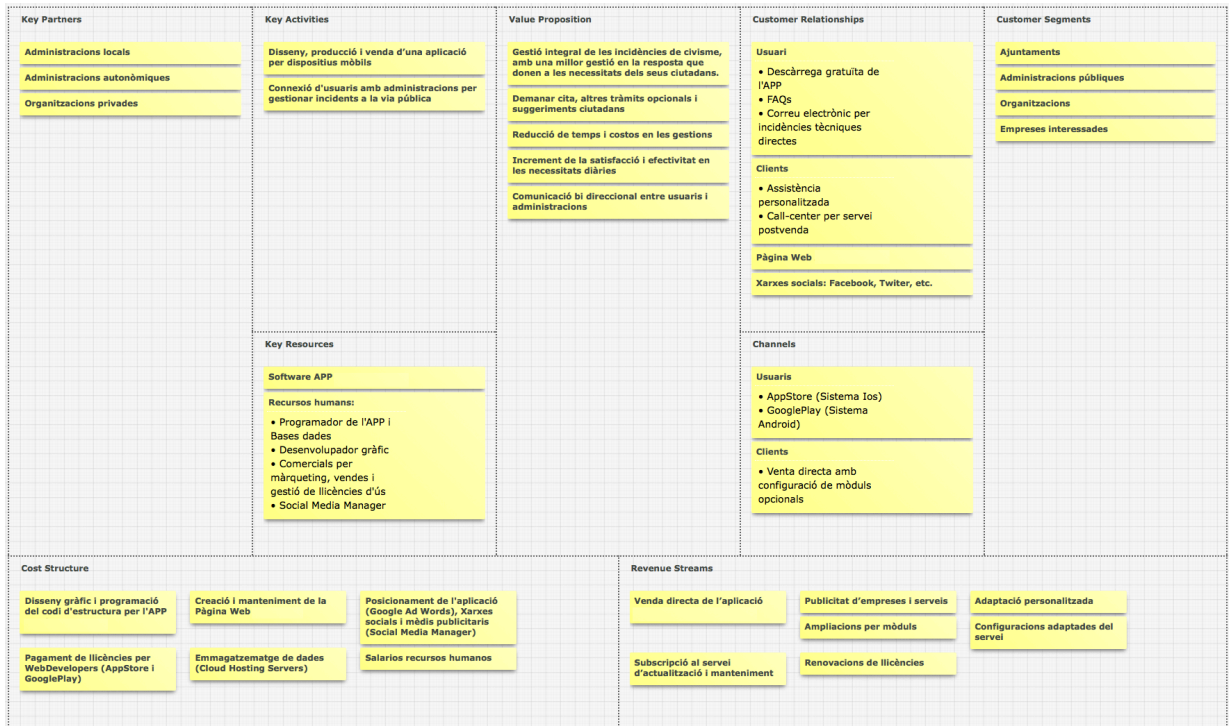 Key Partners
Administracions locals
Administracions autonòmiques
Organitzacions privades
Key Activities
Disseny, producció i venda d'una aplicació
per dispositius mòbils
Connexió d'usuaris amb administracions per
gestionar incidents a la via pública
Value Proposition
Gestió integral de les incidències de civisme,
amb una millor gestió en la resposta que
donen a les necessitats dels seus ciutadans.
Demanar cita, altres tràmits opcionals i
suggeriments ciutadans
Reducció de temps i costos en les gestions
Increment de la satisfacció i efectivitat en
les necessitats diàries
Comunicació bi direccional entre usuaris i
administracions
Customer Relationships
Usuari
• Descàrrega gratuïta de
l'APP
• FAQs
• Correu electrònic per
incidències tècniques
directes
Clients
• Assistència
personalitzada
• Call-center per servei
postvenda
Pàgina Web
Xarxes socials: Facebook, Twiter, etc.
Customer Segments
Ajuntaments
Administracions públiques
Organitzacions
Empreses interessades
Key Resources
Software APP
Recursos humans:
• Programador de l'APP i
Bases dades
• Desenvolupador gràfic
• Comercials per
màrqueting, vendes i
gestió de llicències d'ús
• Social Media Manager
Channels
Usuaris
• AppStore (Sistema Ios)
• GooglePlay (Sistema
Android)
Clients
• Venta directa amb
configuració de mòduls
opcionals
Cost Structure
Disseny gràfic i programació
del codi d'estructura per l'APP
Creació i manteniment de la
Pàgina Web
Posicionament de l'aplicació
(Google Ad Words), Xarxes
socials i mèdis publicitaris
(Social Media Manager)
Pagament de llicències per
WebDevelopers (AppStore i
GooglePlay)
Emmagatzematge de dades
(Cloud Hosting Servers)
Salarios recursos humanos
Revenue Streams
Venda directa de l'aplicació
Publicitat d'empreses i serveis
Adaptació personalitzada
Ampliacions per mòduls
Configuracions adaptades del
servei
Subscripció al servei
d'actualització i manteniment
Renovacions de llicències